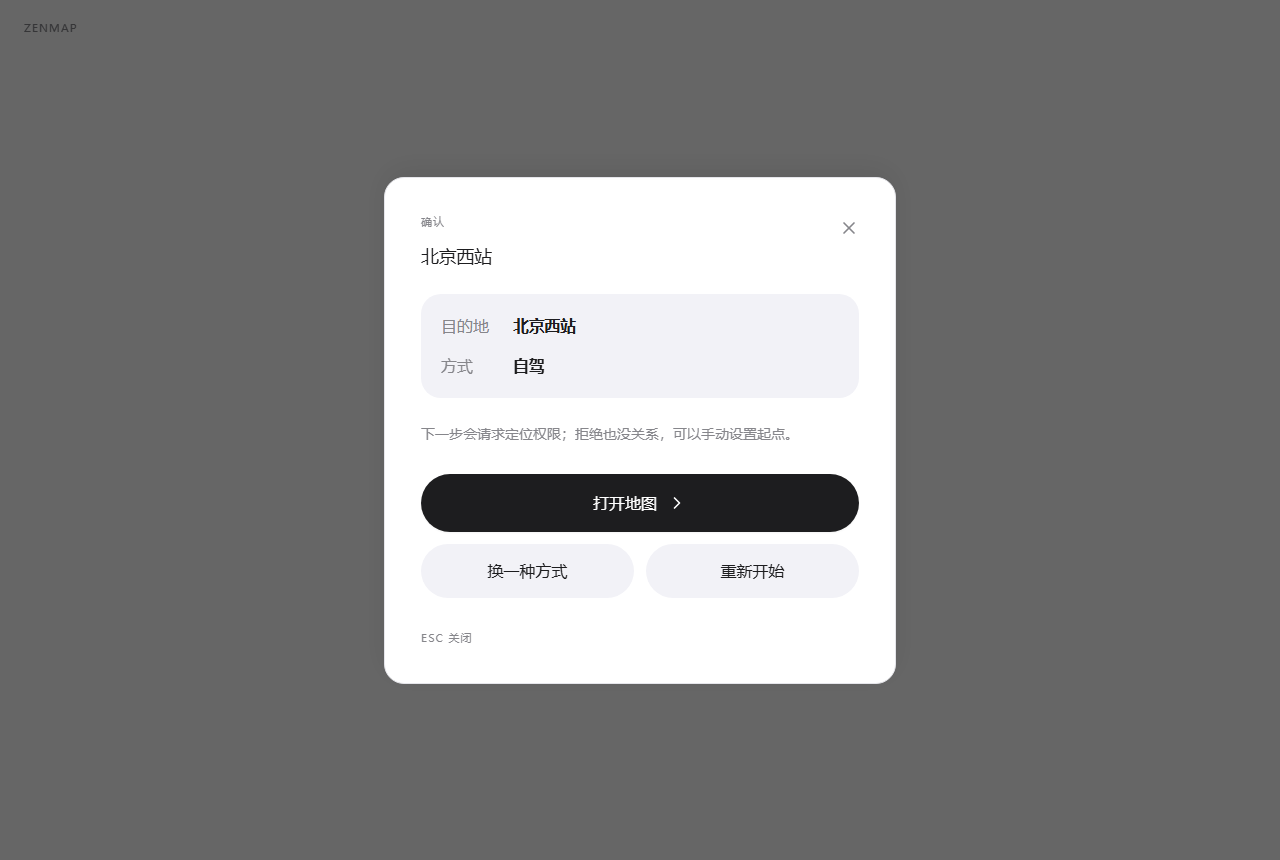 ZENMAP
确认
北京西站
目的地 北京西站
方式 自驾
下一步会请求定位权限；拒绝也没关系，可以手动设置起点。
打开地图
换一种方式 重新开始
ESC 关闭